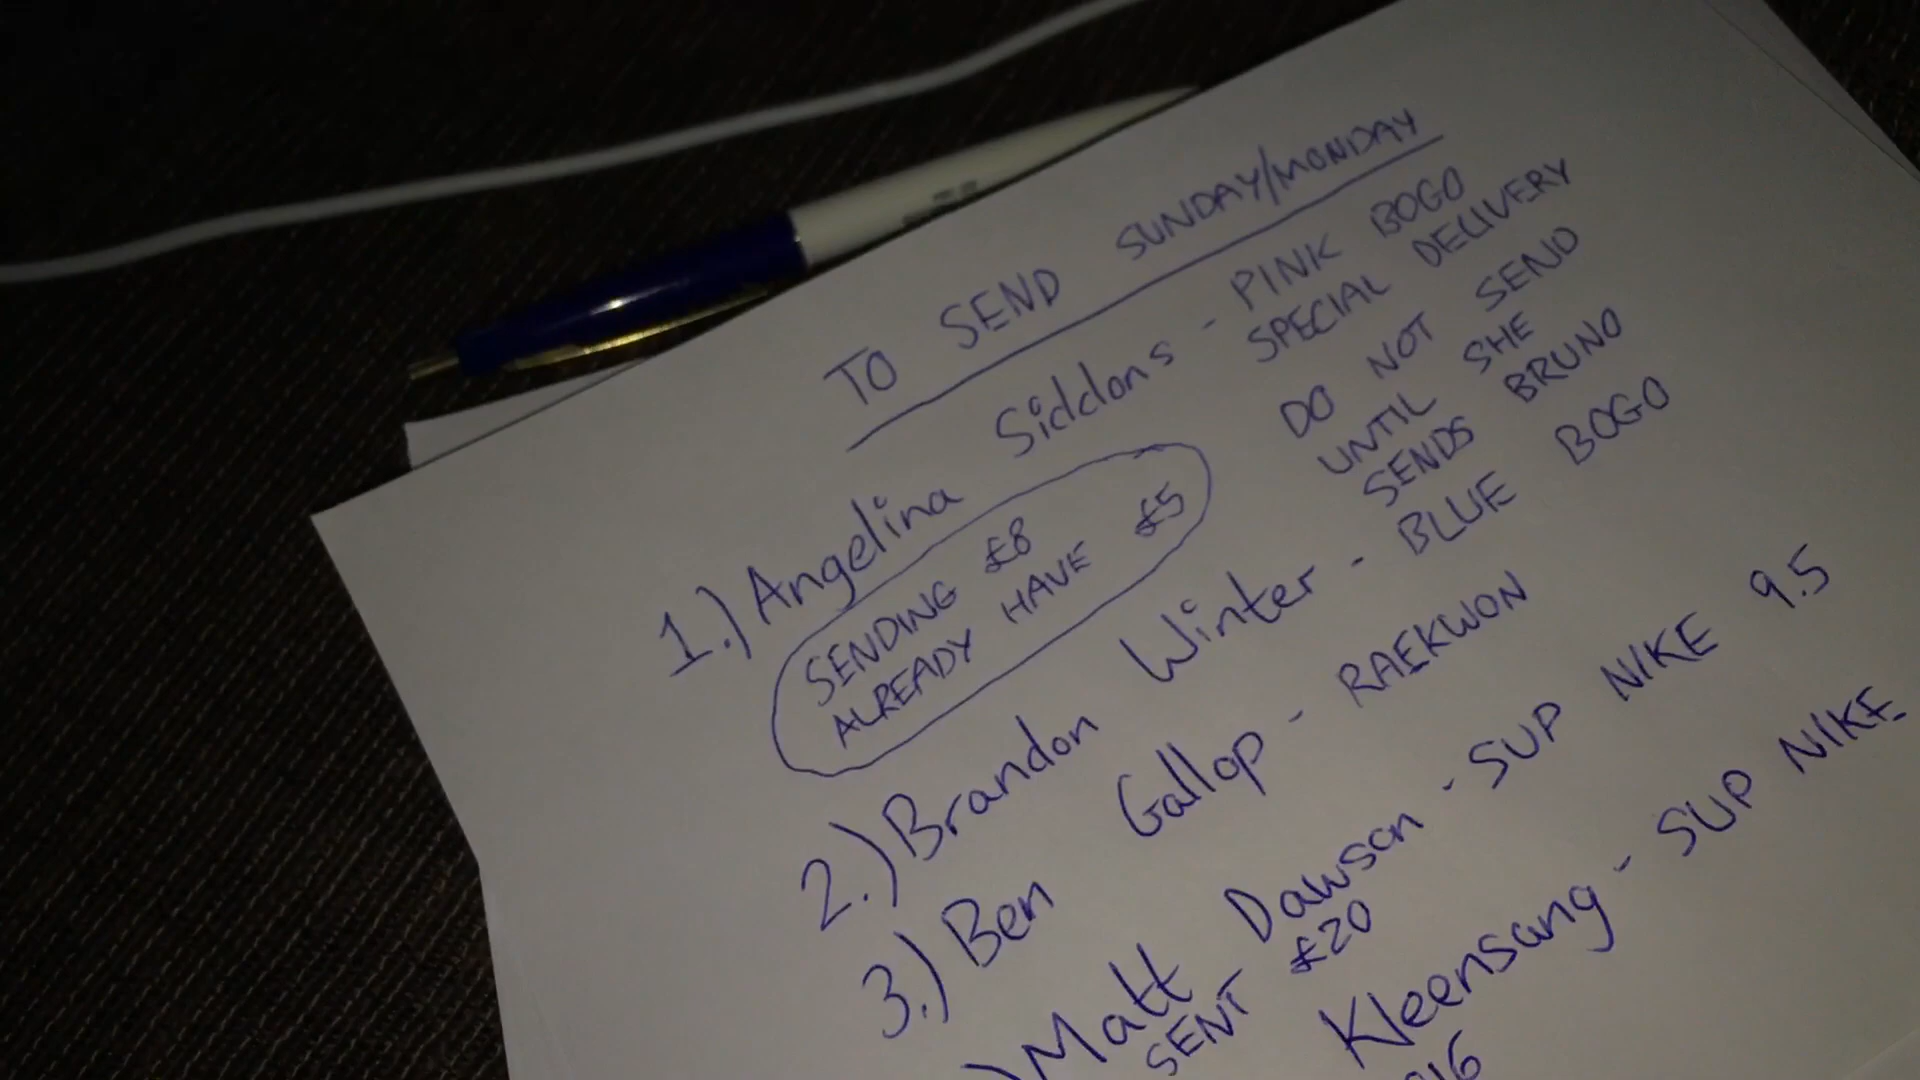 TO SEND SUNDAY/MONDAY
1.) Angelina Siddons - PINK BOGO
SPECIAL DELIVERY
DO NOT SEND
UNTIL SHE
SENDS BRUNO
SENDING £8
ALREADY HAVE £5
2.) Brandon Winter - BLUE BOGO
3.) Ben Gallop - RAEKWON
) Matt Dawson - SUP NIKE 9.5
SENT £20
Kleensang - SUP NIKE